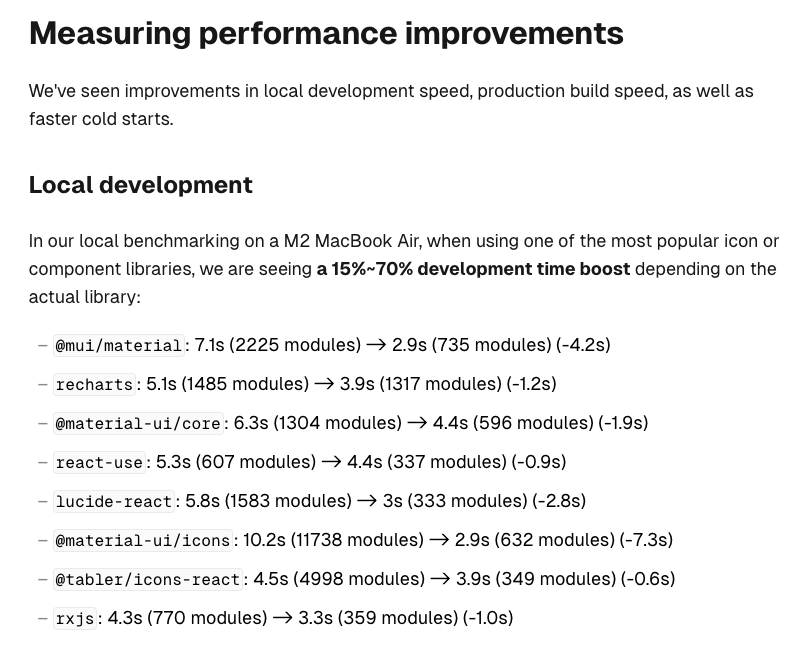 Measuring performance improvements
We've seen improvements in local development speed, production build speed, as well as
faster cold starts.
Local development
In our local benchmarking on a M2 MacBook Air, when using one of the most popular icon or
component libraries, we are seeing a 15%~70% development time boost depending on the
actual library:
– @mui/material: 7.1s (2225 modules) → 2.9s (735 modules) (-4.2s)
– recharts: 5.1s (1485 modules) → 3.9s (1317 modules) (-1.2s)
– @material-ui/core: 6.3s (1304 modules) → 4.4s (596 modules) (-1.9s)
– react-use: 5.3s (607 modules) → 4.4s (337 modules) (-0.9s)
– lucide-react: 5.8s (1583 modules) → 3s (333 modules) (-2.8s)
– @material-ui/icons: 10.2s (11738 modules) → 2.9s (632 modules) (-7.3s)
– @tabler/icons-react: 4.5s (4998 modules) → 3.9s (349 modules) (-0.6s)
– rxjs: 4.3s (770 modules) → 3.3s (359 modules) (-1.0s)